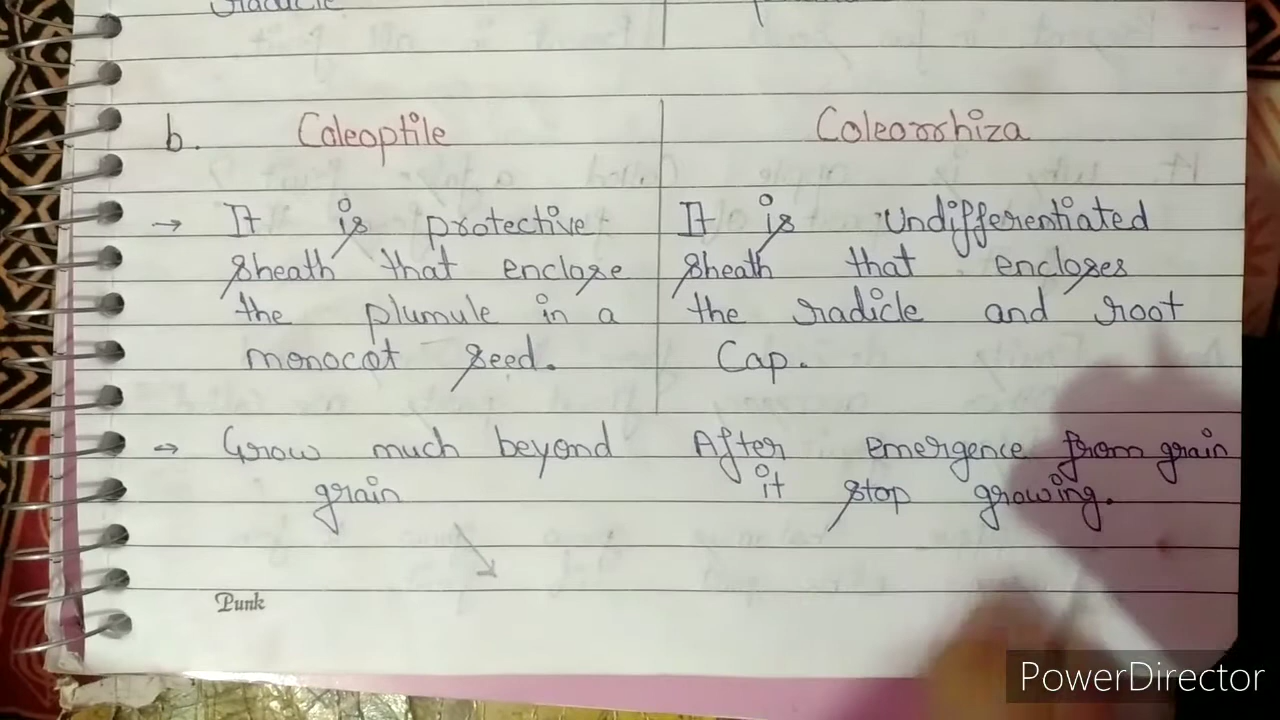 radicle
b. Coleoptile Coleorrhiza
→ It is protective It is Undifferentiated
sheath that enclose sheath that encloses
the plumule in a the radicle and root
monocot seed. Cap.
→ Grow much beyond After emergence from grain
grain it stop growing.
Punk
PowerDirector